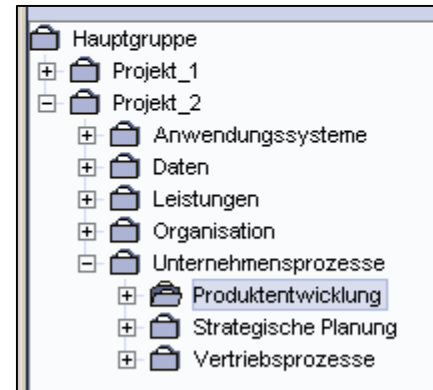 Hauptgruppe
Projekt_1
Projekt_2
Anwendungssysteme
Daten
Leistungen
Organisation
Unternehmensprozesse
Produktentwicklung
Strategische Planung
Vertriebsprozesse